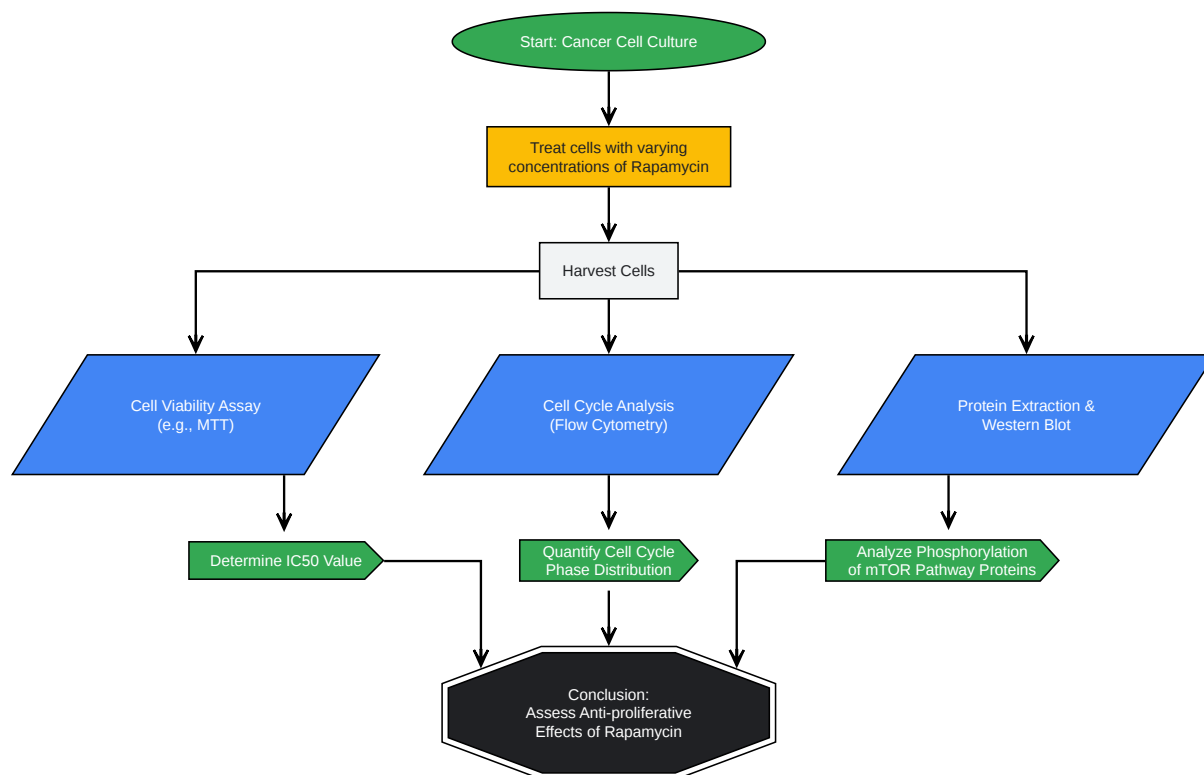 Start: Cancer Cell Culture
Treat cells with varying
concentrations of Rapamycin
Harvest Cells
Cell Viability Assay
(e.g., MTT)
Cell Cycle Analysis
(Flow Cytometry)
Protein Extraction &
Western Blot
Determine IC50 Value
Quantify Cell Cycle
Phase Distribution
Analyze Phosphorylation
of mTOR Pathway Proteins
Conclusion:
Assess Anti-proliferative
Effects of Rapamycin